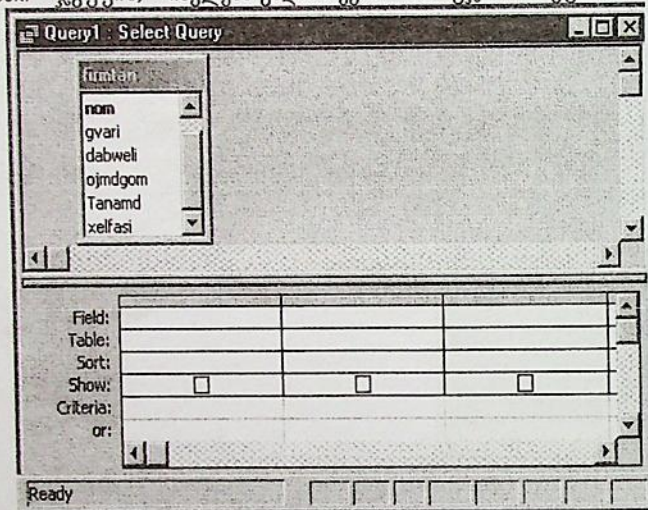 Query1 : Select Query
firmtan
nom
gvari
dabweli
ojmdgom
Tanamd
xelfasi
Field:
Table:
Sort:
Show:
Criteria:
or:
Ready